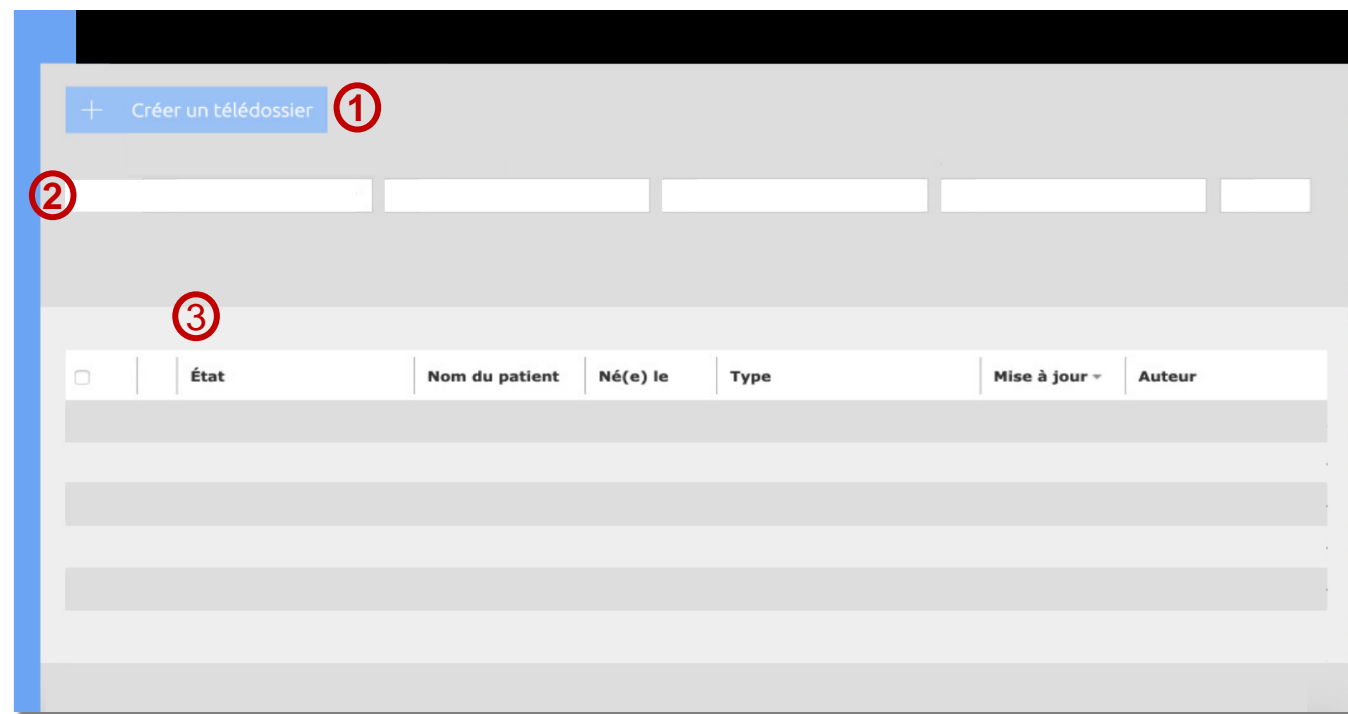 + Créer un télédossier 1
2
3
État Nom du patient Né(e) le Type Mise à jour Auteur